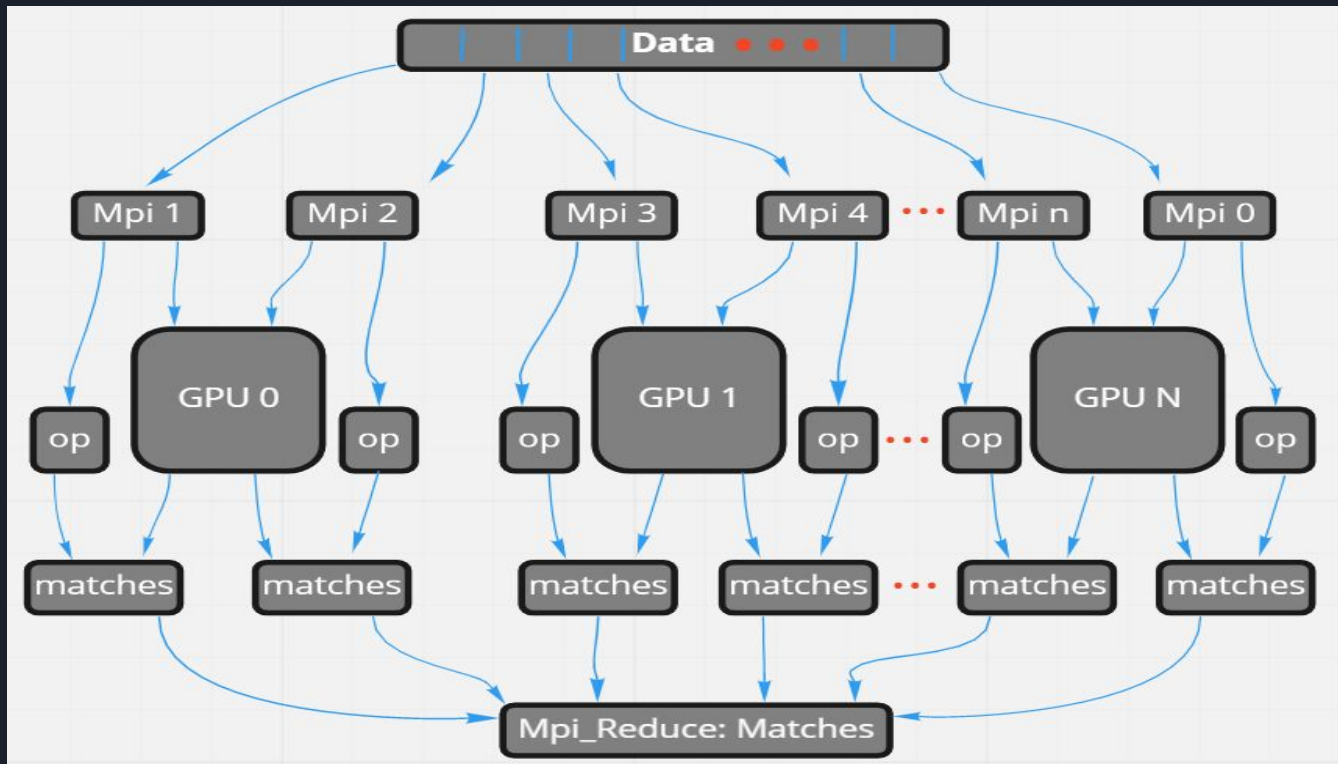 Data
Mpi 1
Mpi 2
Mpi 3
Mpi 4
Mpi n
Mpi 0
GPU 0
GPU 1
GPU N
op
op
op
op
op
op
matches
matches
matches
matches
matches
matches
Mpi_Reduce: Matches